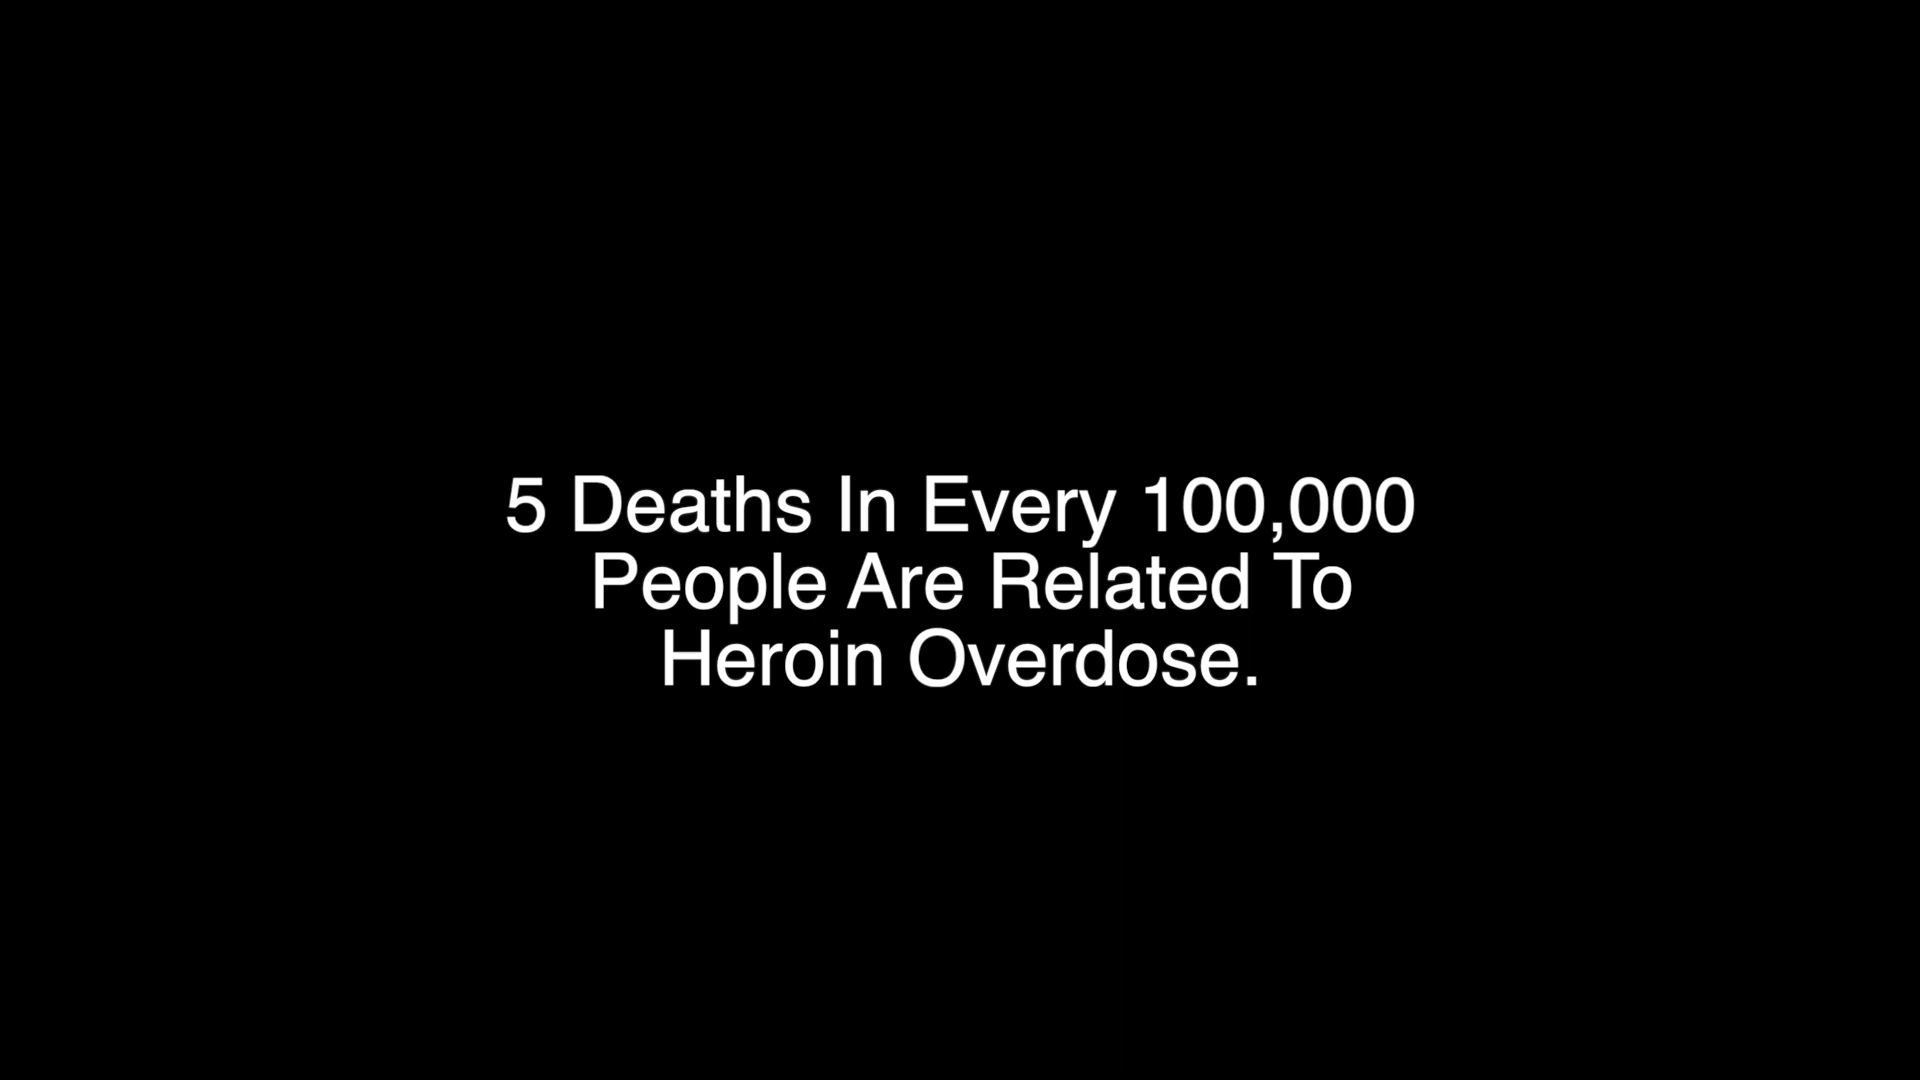 5 Deaths In Every 100,000
People Are Related To
Heroin Overdose.